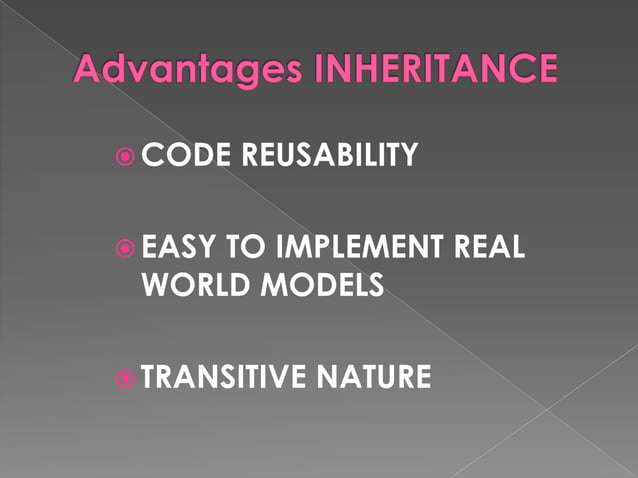 Advantages INHERITANCE
CODE REUSABILITY
EASY TO IMPLEMENT REAL
WORLD MODELS
TRANSITIVE NATURE